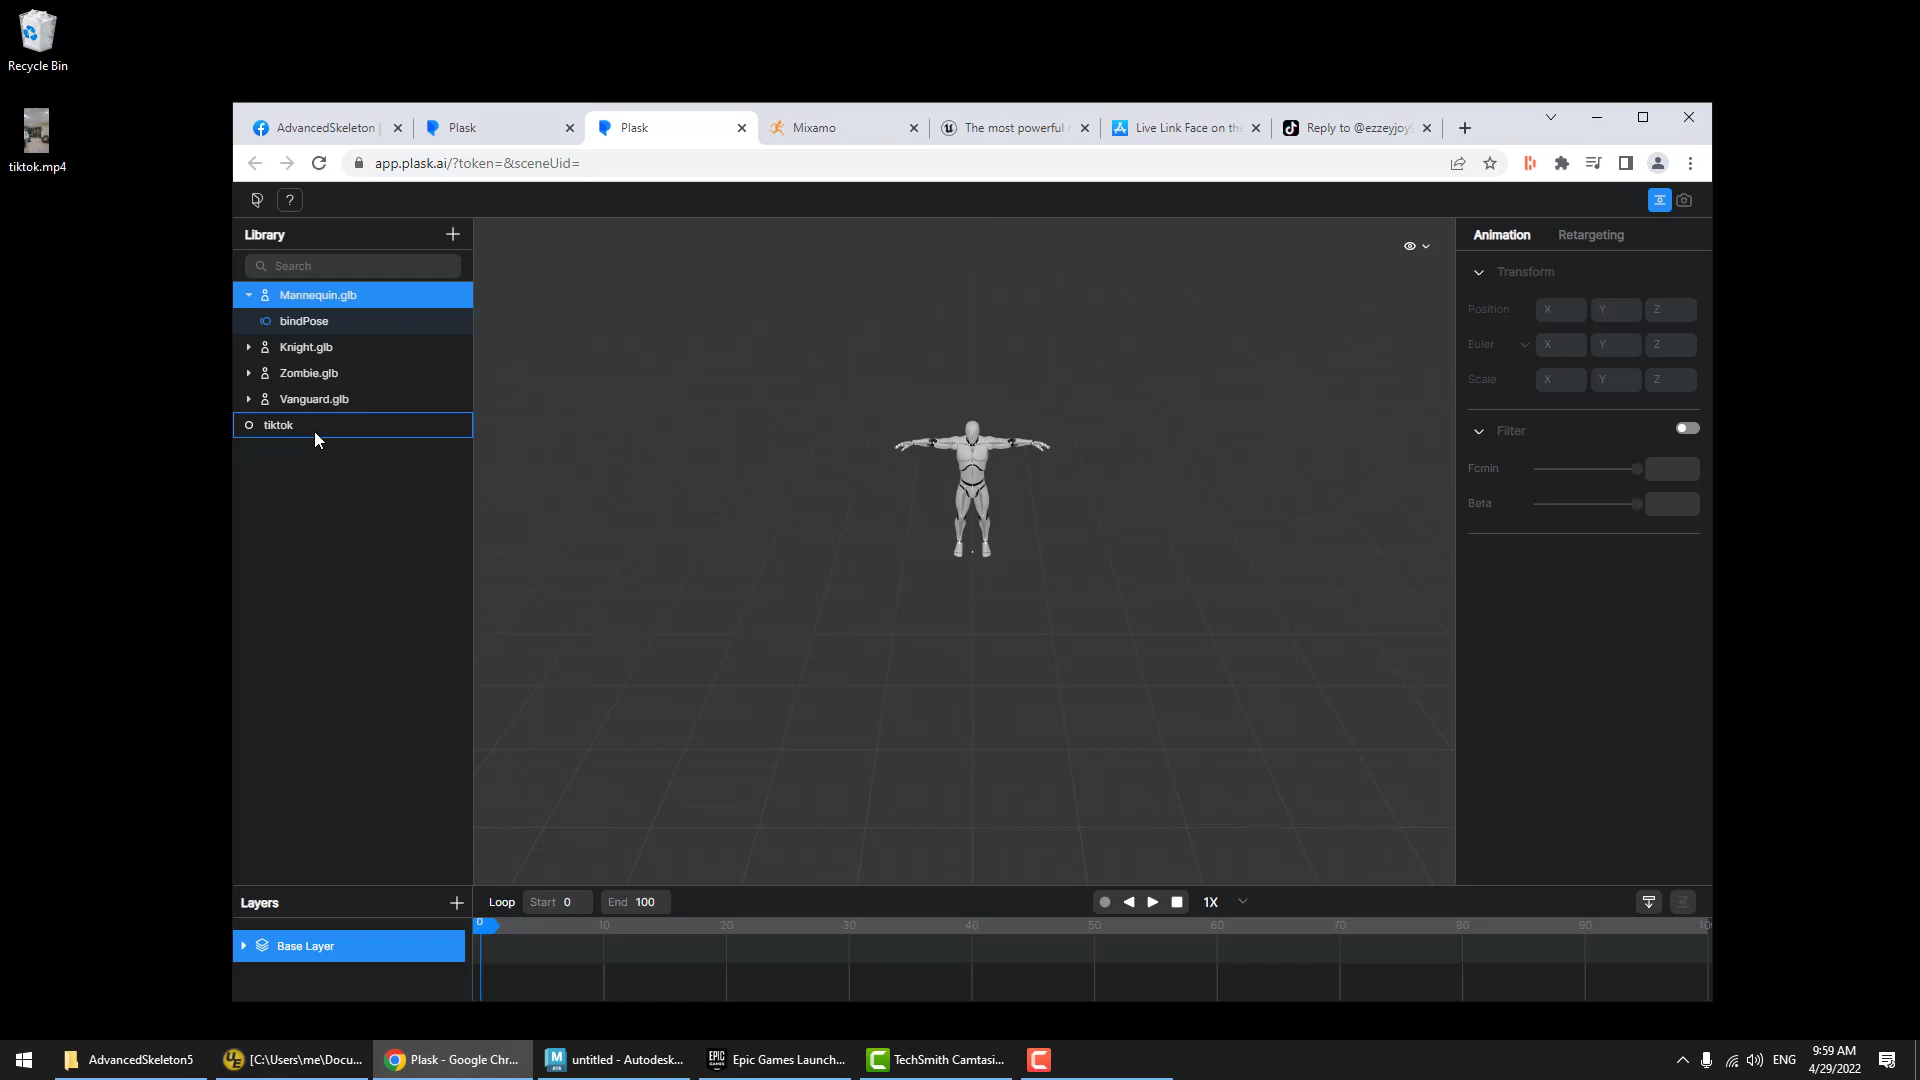 Recycle Bin
tiktok.mp4
AdvancedSkeleton |
Plask
Plask
Mixamo
The most powerful
Live Link Face on the
Reply to @ezzeyjoy
app.plask.ai/?token=&sceneUid=
?
Library
Search
Mannequin.glb
bindPose
Knight.glb
Zombie.glb
Vanguard.glb
tiktok
Animation
Retargeting
Transform
Position X Y Z
Euler X Y Z
Scale X Y Z
Filter
Fcmin
Beta
Layers
Loop Start 0 End 100
1X
0 10 20 30 40 50 60 70 80 90 10
Base Layer
AdvancedSkeleton5
[C:\Users\me\Docu...
Plask - Google Chr...
untitled - Autodesk...
Epic Games Launch...
TechSmith Camtasi...
ENG
9:59 AM
4/29/2022